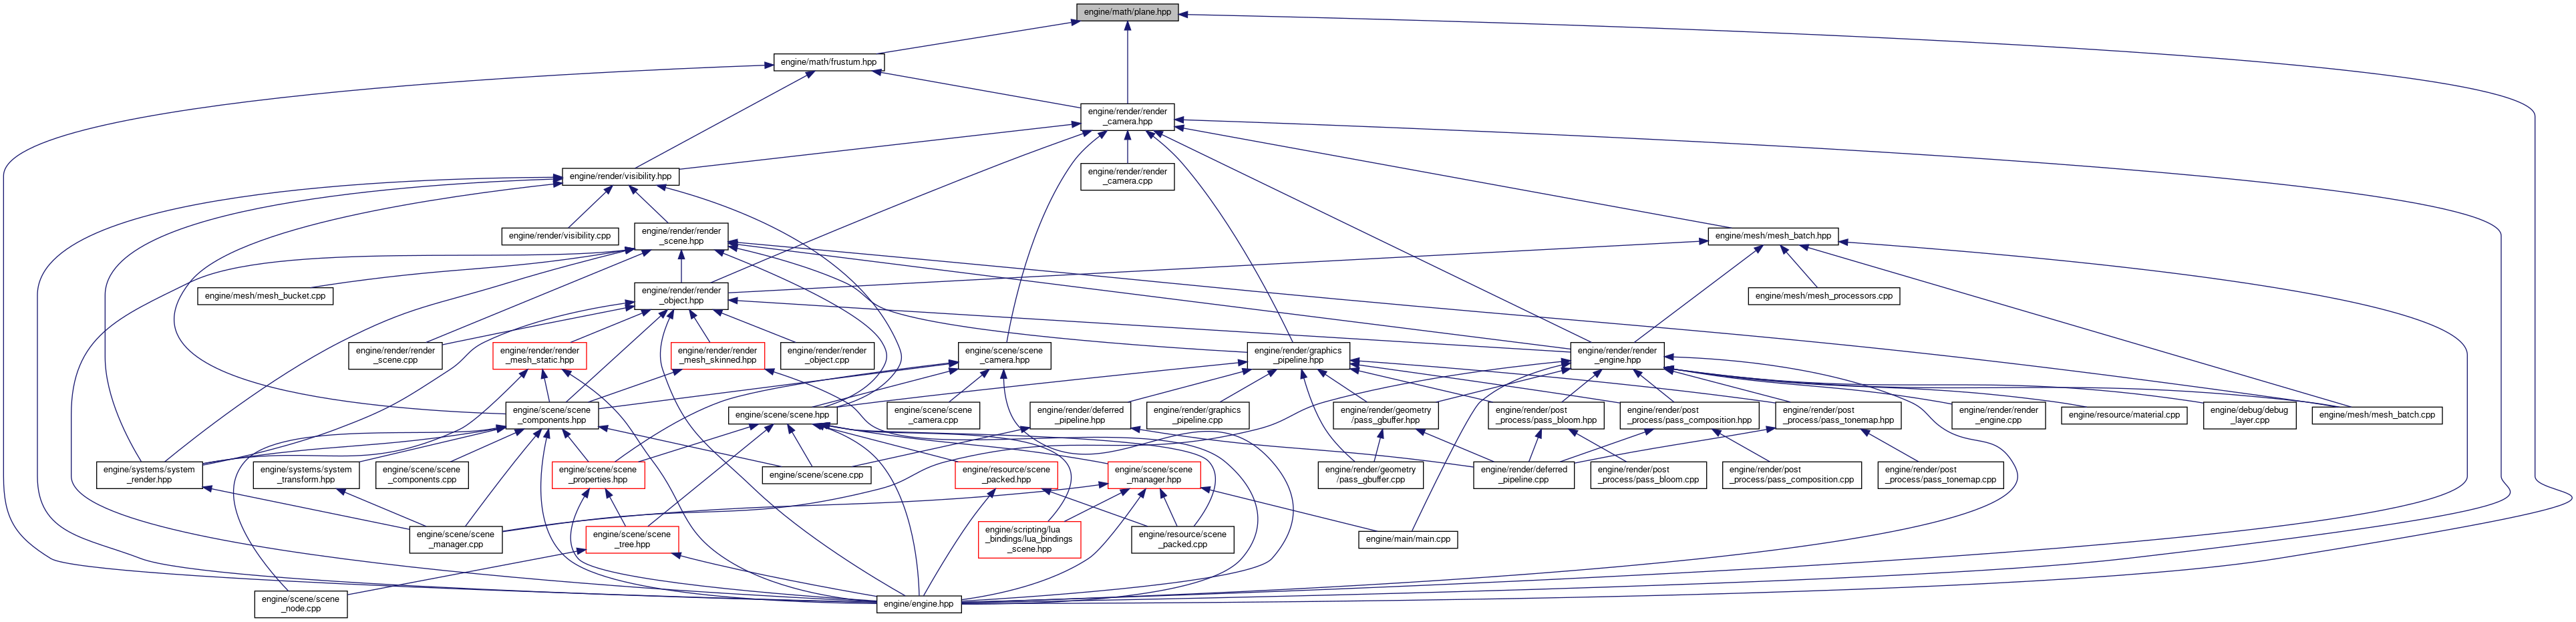 engine/math/plane.hpp
engine/math/frustum.hpp
engine/render/render
_camera.hpp
engine/render/visibility.hpp
engine/render/render
_camera.cpp
engine/render/visibility.cpp
engine/render/render
_scene.hpp
engine/mesh/mesh_batch.hpp
engine/mesh/mesh_bucket.cpp
engine/render/render
_object.hpp
engine/mesh/mesh_processors.cpp
engine/render/render
_scene.cpp
engine/render/render
_mesh_static.hpp
engine/render/render
_mesh_skinned.hpp
engine/render/render
_object.cpp
engine/scene/scene
_camera.hpp
engine/render/graphics
_pipeline.hpp
engine/render/render
_engine.hpp
engine/scene/scene
_components.hpp
engine/scene/scene.hpp
engine/scene/scene
_camera.cpp
engine/render/deferred
_pipeline.hpp
engine/render/graphics
_pipeline.cpp
engine/render/geometry
/pass_gbuffer.hpp
engine/render/post
_process/pass_bloom.hpp
engine/render/post
_process/pass_composition.hpp
engine/render/post
_process/pass_tonemap.hpp
engine/render/render
_engine.cpp
engine/resource/material.cpp
engine/debug/debug
_layer.cpp
engine/mesh/mesh_batch.cpp
engine/systems/system
_render.hpp
engine/systems/system
_transform.hpp
engine/scene/scene
_components.cpp
engine/scene/scene
_properties.hpp
engine/scene/scene.cpp
engine/resource/scene
_packed.hpp
engine/scene/scene
_manager.hpp
engine/render/geometry
/pass_gbuffer.cpp
engine/render/deferred
_pipeline.cpp
engine/render/post
_process/pass_bloom.cpp
engine/render/post
_process/pass_composition.cpp
engine/render/post
_process/pass_tonemap.cpp
engine/scene/scene
_manager.cpp
engine/scene/scene
_tree.hpp
engine/scripting/lua
_bindings/lua_bindings
_scene.hpp
engine/resource/scene
_packed.cpp
engine/main/main.cpp
engine/scene/scene
_node.cpp
engine/engine.hpp